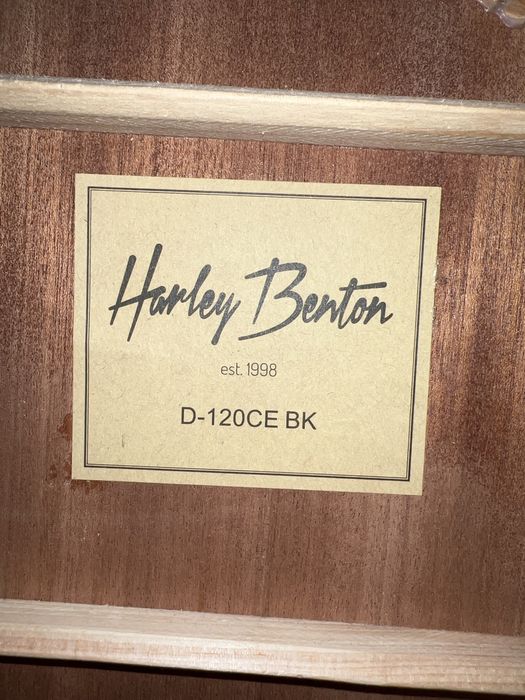 Harley Benton
est. 1998
D-120CE BK